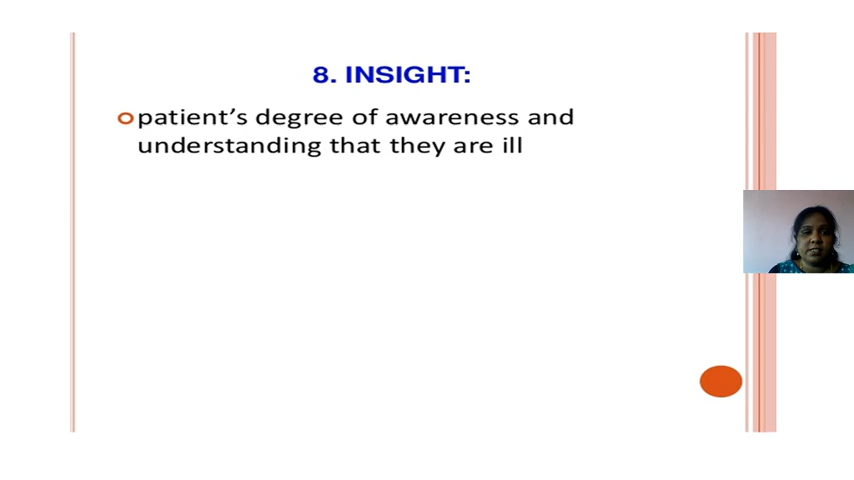 8. INSIGHT:
patient’s degree of awareness and
understanding that they are ill